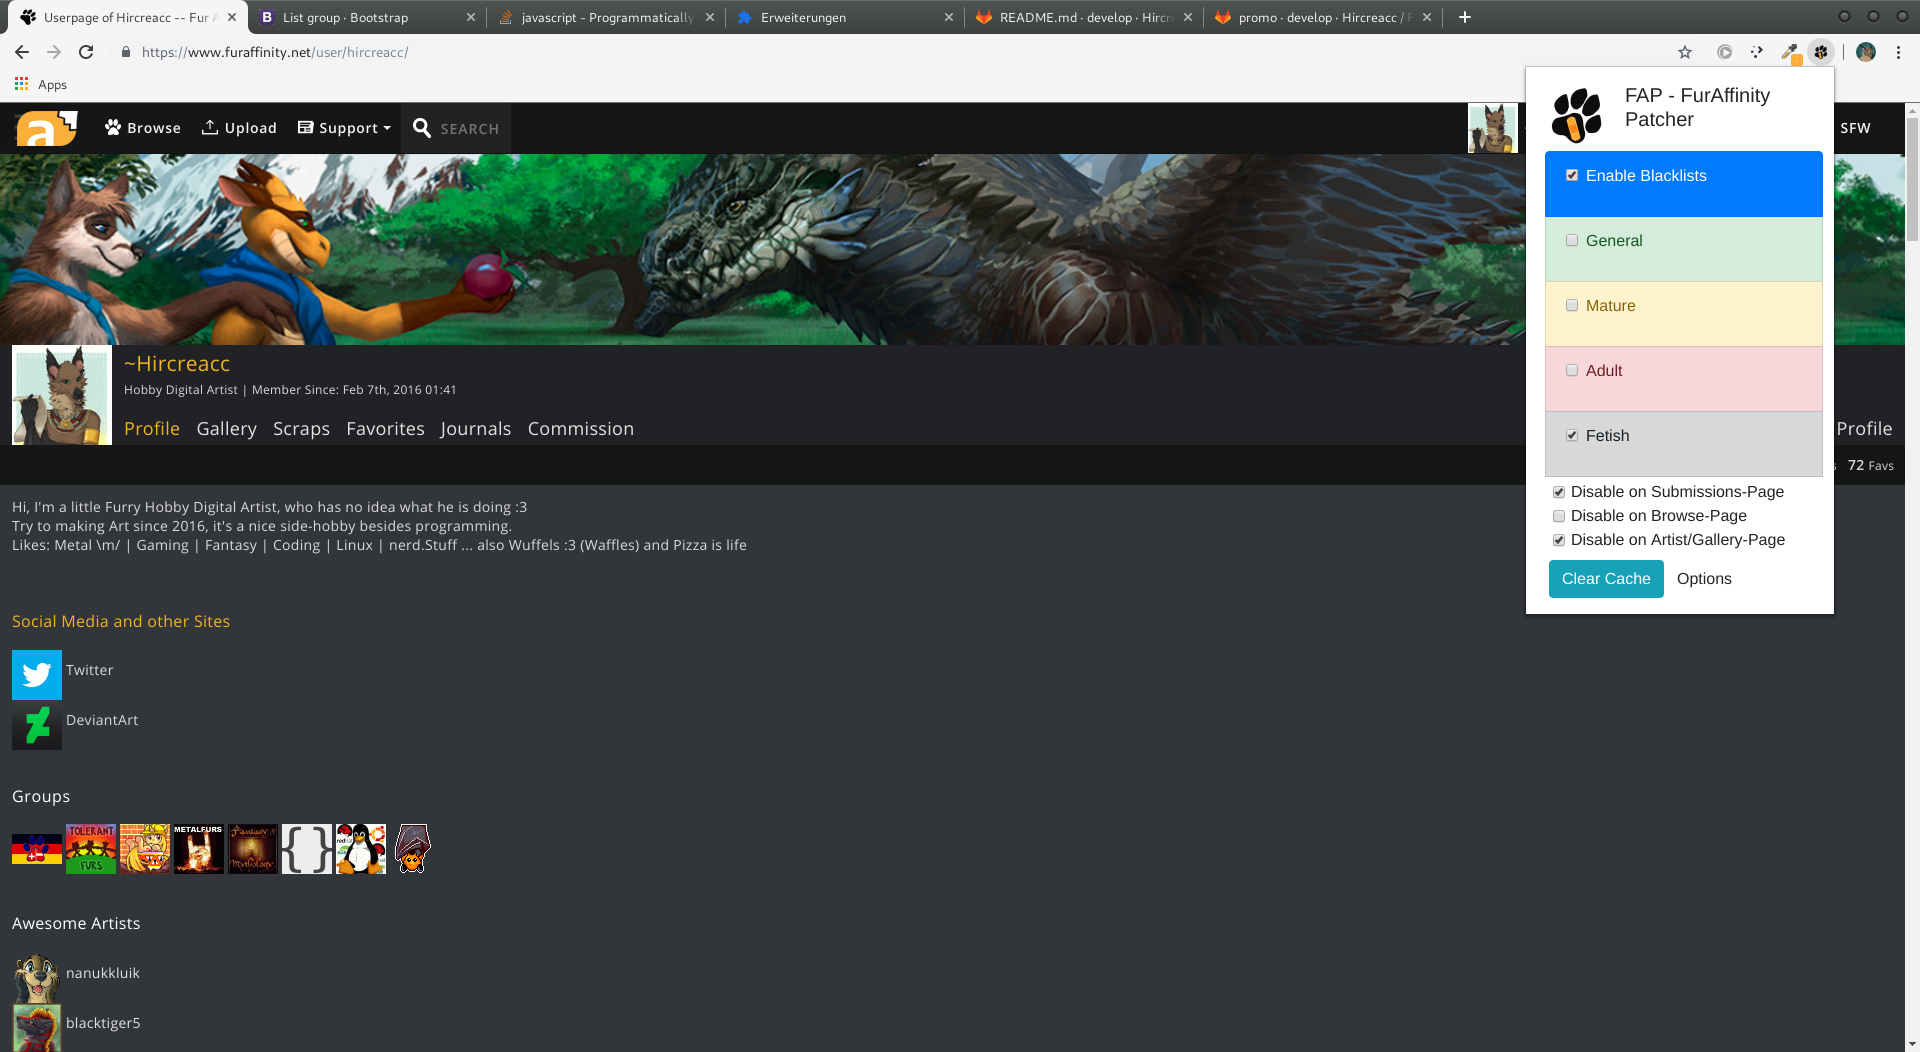 Userpage of Hircreacc -- Fur A
List group · Bootstrap
javascript - Programmatically
Erweiterungen
README.md · develop · Hircre
promo · develop · Hircreacc / F
https://www.furaffinity.net/user/hircreacc/
Apps
Browse
Upload
Support
SEARCH
SFW
FAP - FurAffinity
Patcher
Enable Blacklists
General
Mature
Adult
Fetish
Disable on Submissions-Page
Disable on Browse-Page
Disable on Artist/Gallery-Page
Clear Cache
Options
~Hircreacc
Hobby Digital Artist | Member Since: Feb 7th, 2016 01:41
Profile
Gallery
Scraps
Favorites
Journals
Commission
Profile
s 72 Favs
Hi, I'm a little Furry Hobby Digital Artist, who has no idea what he is doing :3
Try to making Art since 2016, it's a nice side-hobby besides programming.
Likes: Metal \m/ | Gaming | Fantasy | Coding | Linux | nerd.Stuff ... also Wuffels :3 (Waffles) and Pizza is life
Social Media and other Sites
Twitter
DeviantArt
Groups
TOLERANT
FURS
METALFURS
Fantasy
Mythology
{ }
Awesome Artists
nanukkluik
blacktiger5